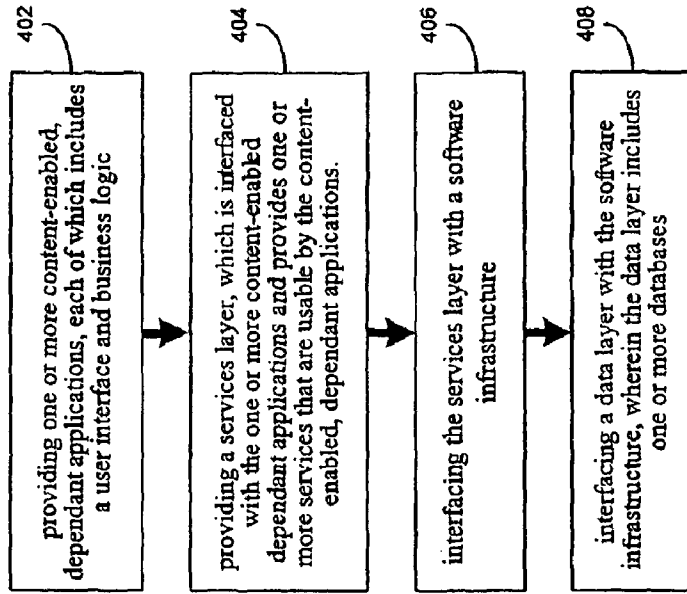 402
providing one or more content-enabled,
dependant applications, each of which includes
a user interface and business logic
404
providing a services layer, which is interfaced
with the one or more content-enabled
dependant applications and provides one or
more services that are usable by the content-
enabled, dependant applications.
406
interfacing the services layer with a software
infrastructure
408
interfacing a data layer with the software
infrastructure, wherein the data layer includes
one or more databases